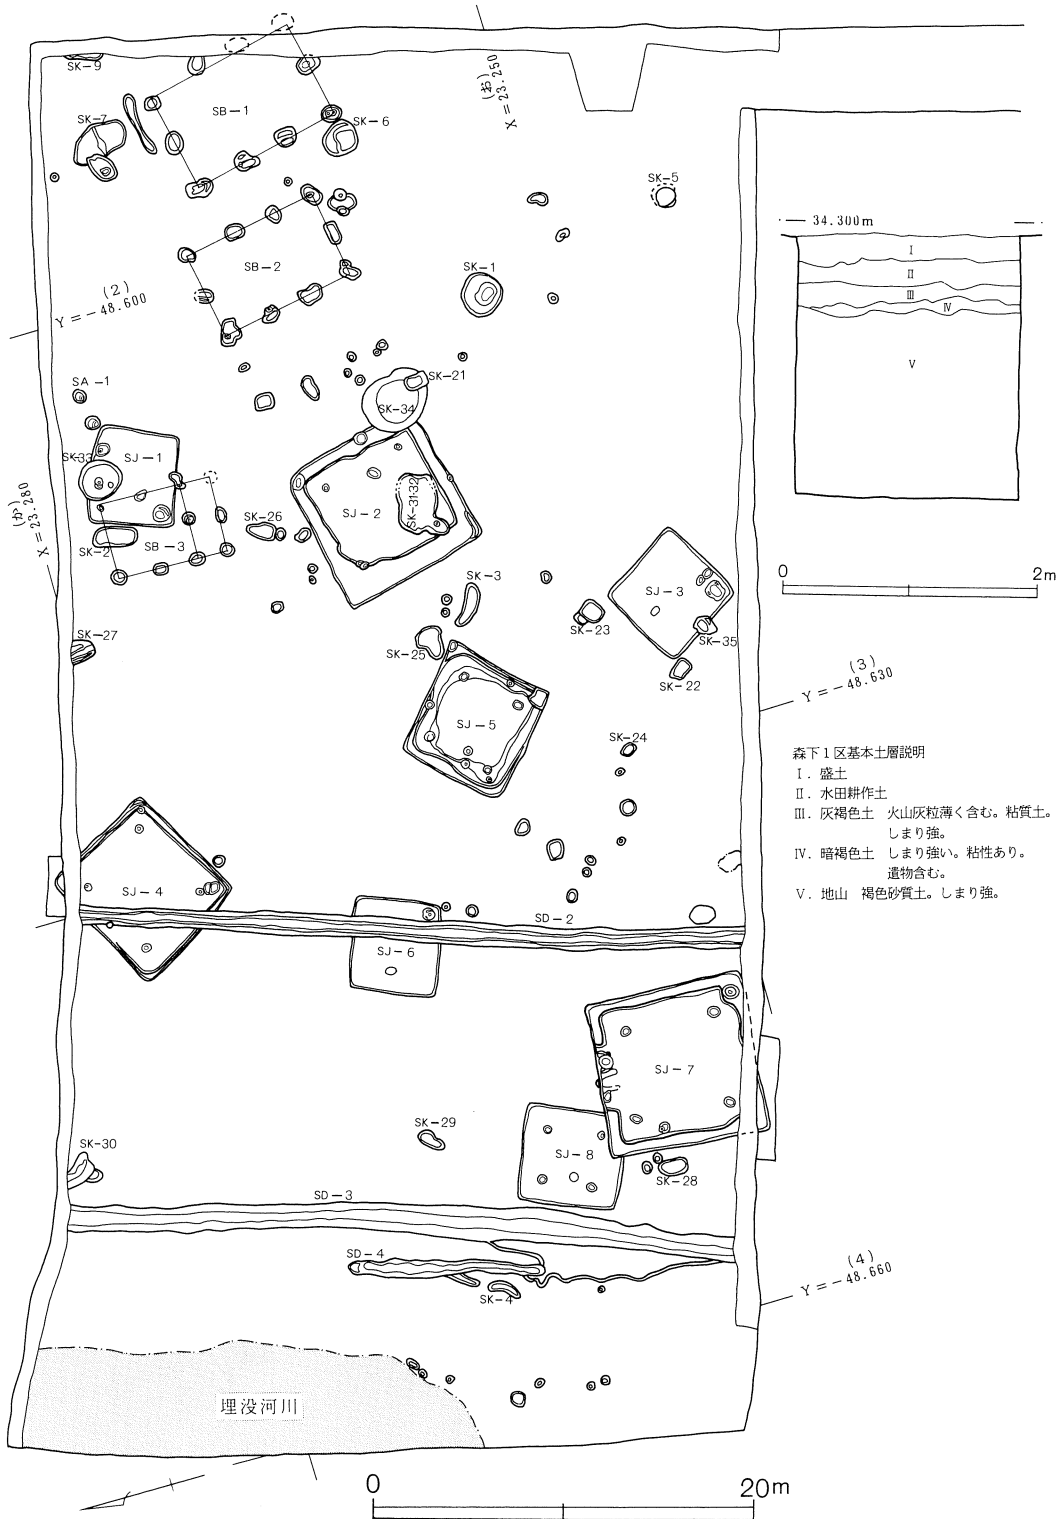 SK-9
SB-1
SK-7
SK-6
(お)
X=23.250
SK-5
34.300m
I
II
III
IV
V
SB-2
SK-1
(2)
Y=-48.600
SK-21
SA-1
SK-34
SK-33
SJ-1
SK-31·32
SJ-2
SK-26
(か)
X=23.280
SK-2
SB-3
SK-3
SJ-3
SK-23
SK-35
0 2m
SK-27
SK-25
SK-22
(3)
Y=-48.630
SJ-5
SK-24
森下1区基本土層説明
Ⅰ. 盛土
Ⅱ. 水田耕作土
Ⅲ. 灰褐色土 火山灰粒薄く含む。粘質土。
しまり強。
Ⅳ. 暗褐色土 しまり強い。粘性あり。
遺物含む。
Ⅴ. 地山 褐色砂質土。しまり強。
SJ-4
SD-2
SJ-6
SJ-7
SK-29
SK-30
SJ-8
SK-28
SD-3
SD-4
SK-4
(4)
Y=-48.660
埋没河川
0 20m